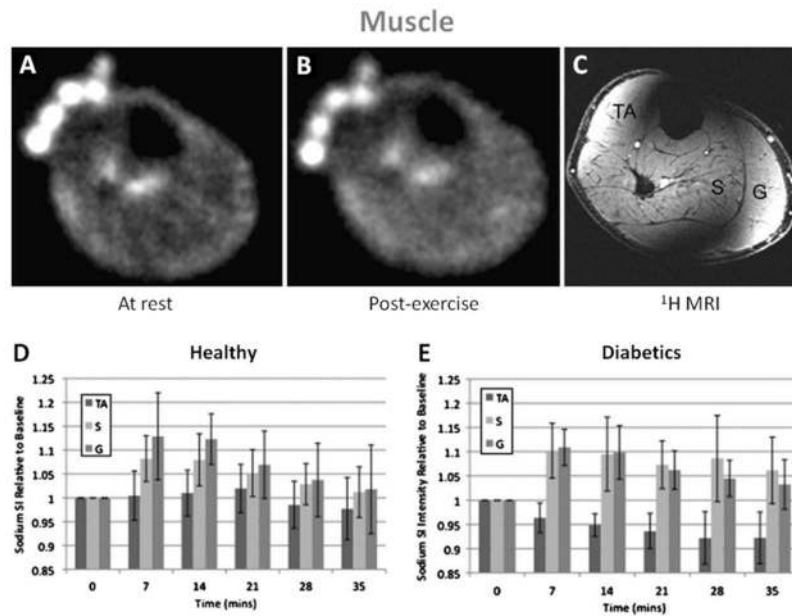 Muscle
A
B
C
TA
S
G
At rest
Post-exercise
¹H MRI
D
Healthy
Sodium SI Relative to Baseline
1.25
1.2
1.15
1.1
1.05
1
0.95
0.9
0.85
TA
S
G
0 7 14 21 28 35
Time (mins)
E
Diabetics
Sodium SI Intensity Relative to Baseline
1.25
1.2
1.15
1.1
1.05
1
0.95
0.9
0.85
TA
S
G
0 7 14 21 28 35
Time (mins)